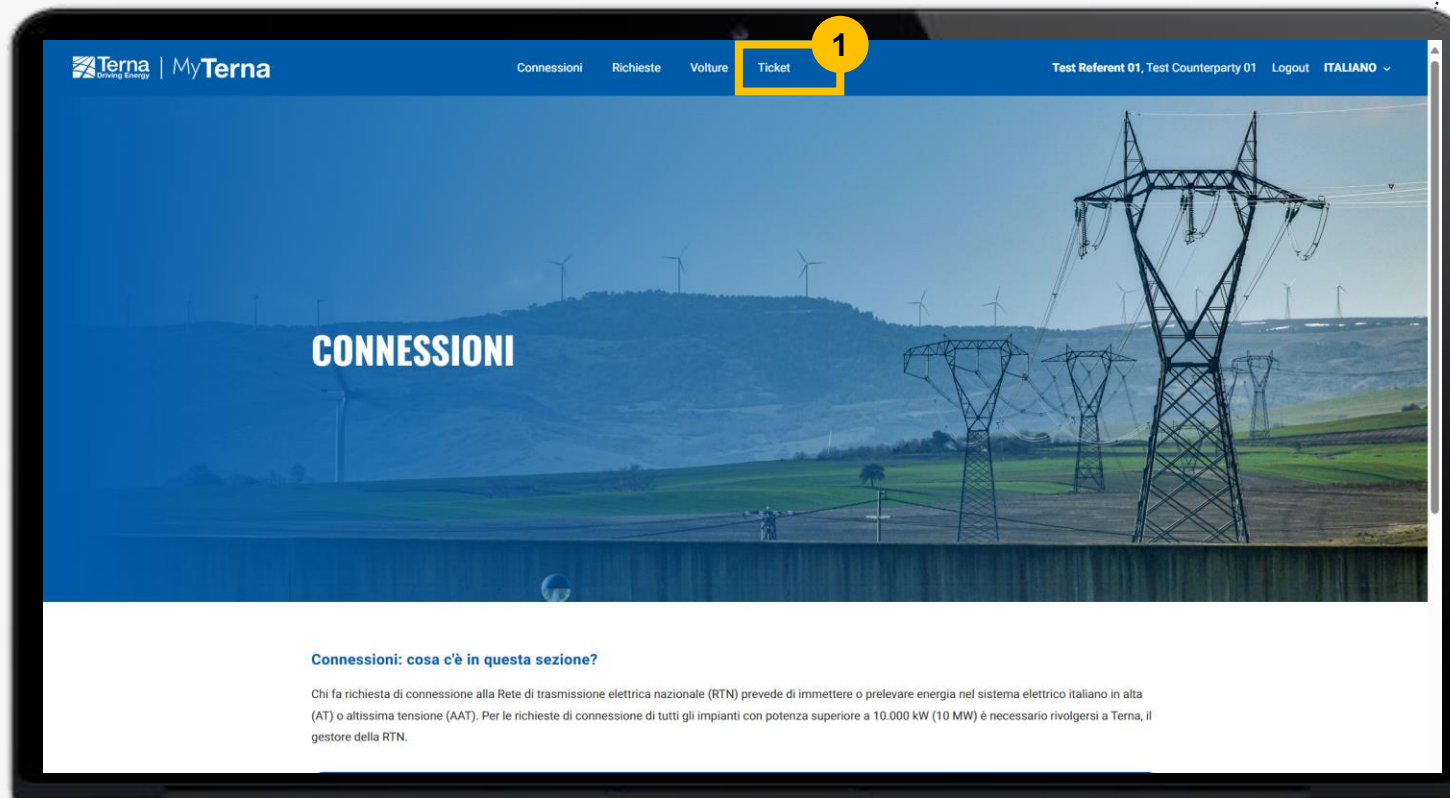 1
Terna
Driving Energy
MyTerna
Connessioni Richieste Volture Ticket
Test Referent 01, Test Counterparty 01 Logout ITALIANO
CONNESSIONI
Connessioni: cosa c'è in questa sezione?
Chi fa richiesta di connessione alla Rete di trasmissione elettrica nazionale (RTN) prevede di immettere o prelevare energia nel sistema elettrico italiano in alta
(AT) o altissima tensione (AAT). Per le richieste di connessione di tutti gli impianti con potenza superiore a 10.000 kW (10 MW) è necessario rivolgersi a Terna, il
gestore della RTN.